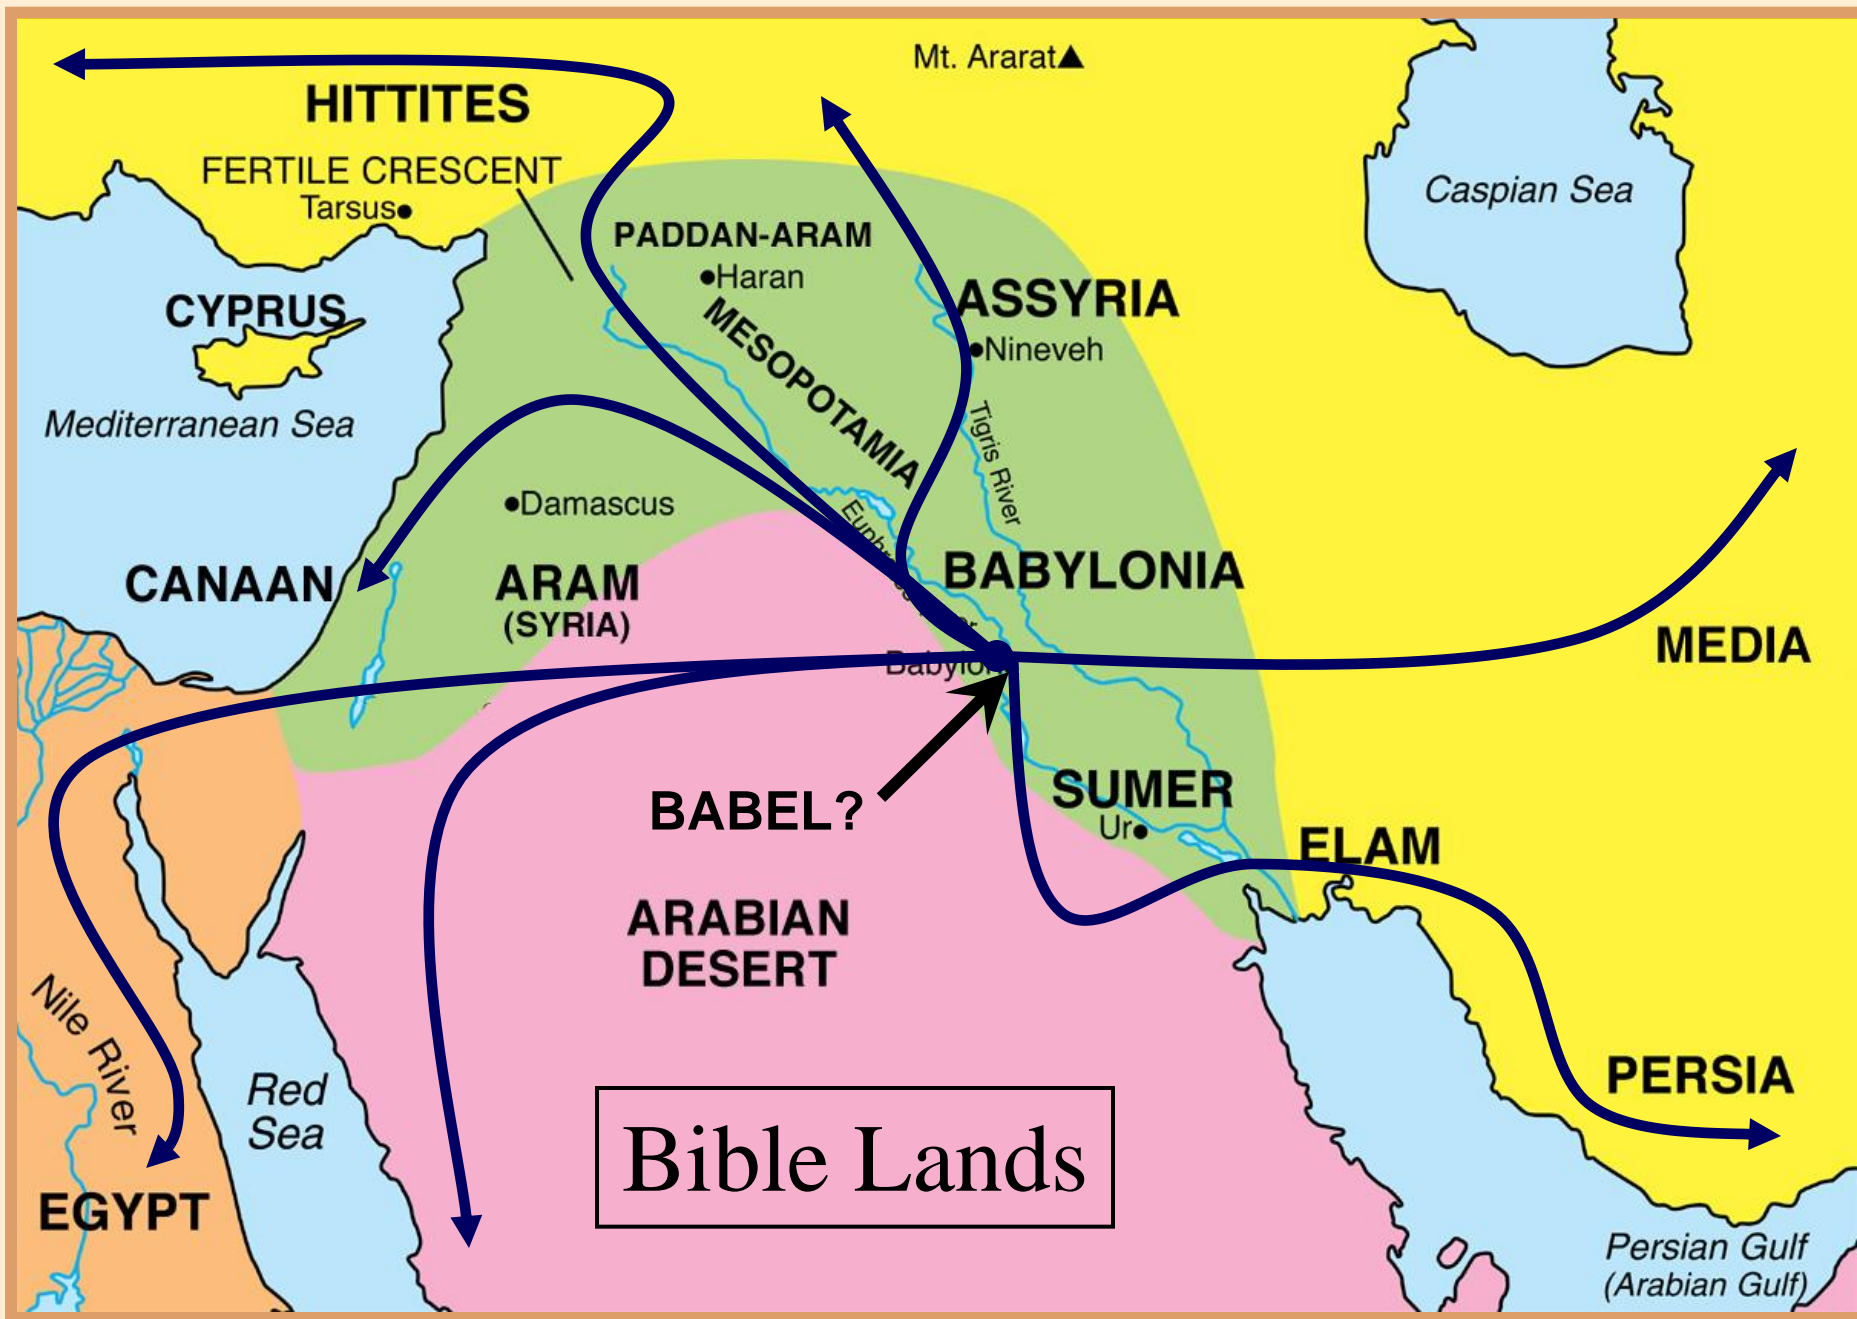 Mt. Ararat
HITTITES
FERTILE CRESCENT
Tarsus
Caspian Sea
PADDAN-ARAM
Haran
CYPRUS
ASSYRIA
MESOPOTAMIA
Nineveh
Mediterranean Sea
Tigris River
Damascus
CANAAN
ARAM
(SYRIA)
BABYLONIA
MEDIA
BABEL?
SUMER
Ur
ELAM
ARABIAN
DESERT
Nile River
Red
Sea
PERSIA
Bible Lands
EGYPT
Persian Gulf
(Arabian Gulf)